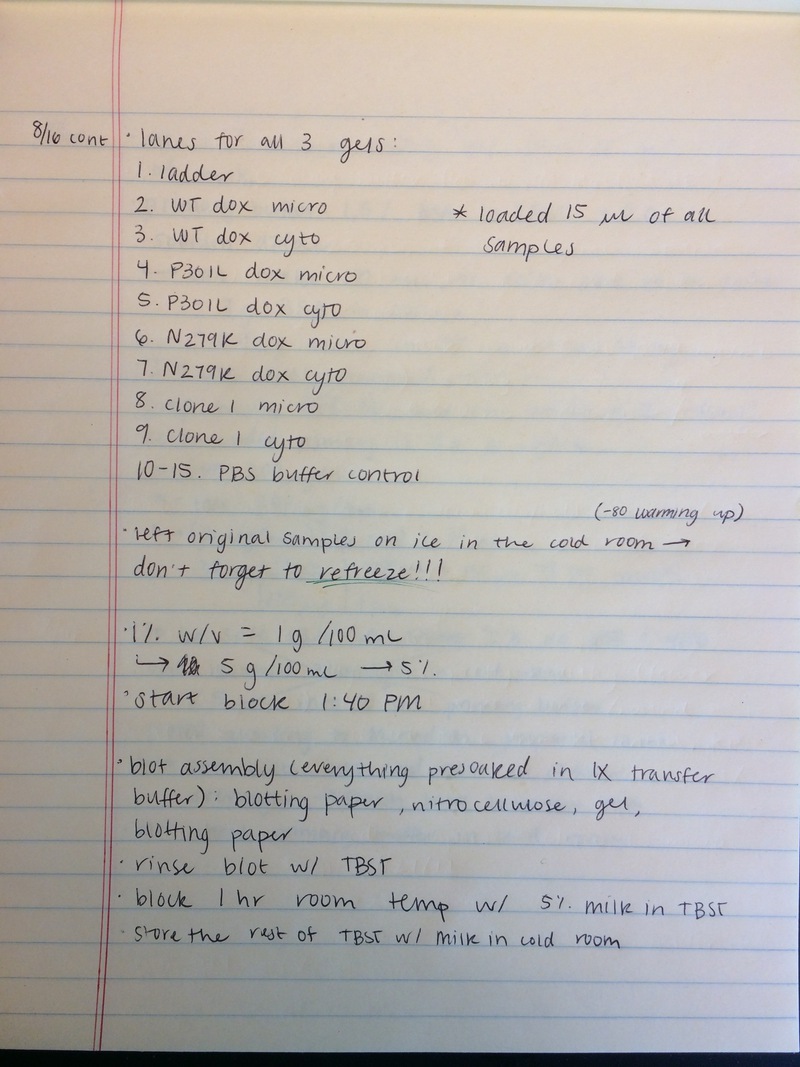 8/16 cont · lanes for all 3 gels:
1. ladder
2. WT dox micro
* loaded 15 µl of all
3. WT dox cyto
samples
4. P301L dox micro
5. P301L dox cyto
6. N279K dox micro
7. N279K dox cyto
8. clone 1 micro
9. clone 1 cyto
10-15. PBS buffer control
(-80 warming up)
· left original samples on ice in the cold room →
don't forget to refreeze!!!
· 1% w/v = 1 g /100 mL
↳ 5 g/100 mL → 5%.
· start block 1:40 PM
· blot assembly (everything presoaked in 1X transfer
buffer): blotting paper, nitrocellulose, gel,
blotting paper
· rinse blot w/ TBST
· block 1 hr room temp w/ 5% milk in TBST
· store the rest of TBST w/ milk in cold room